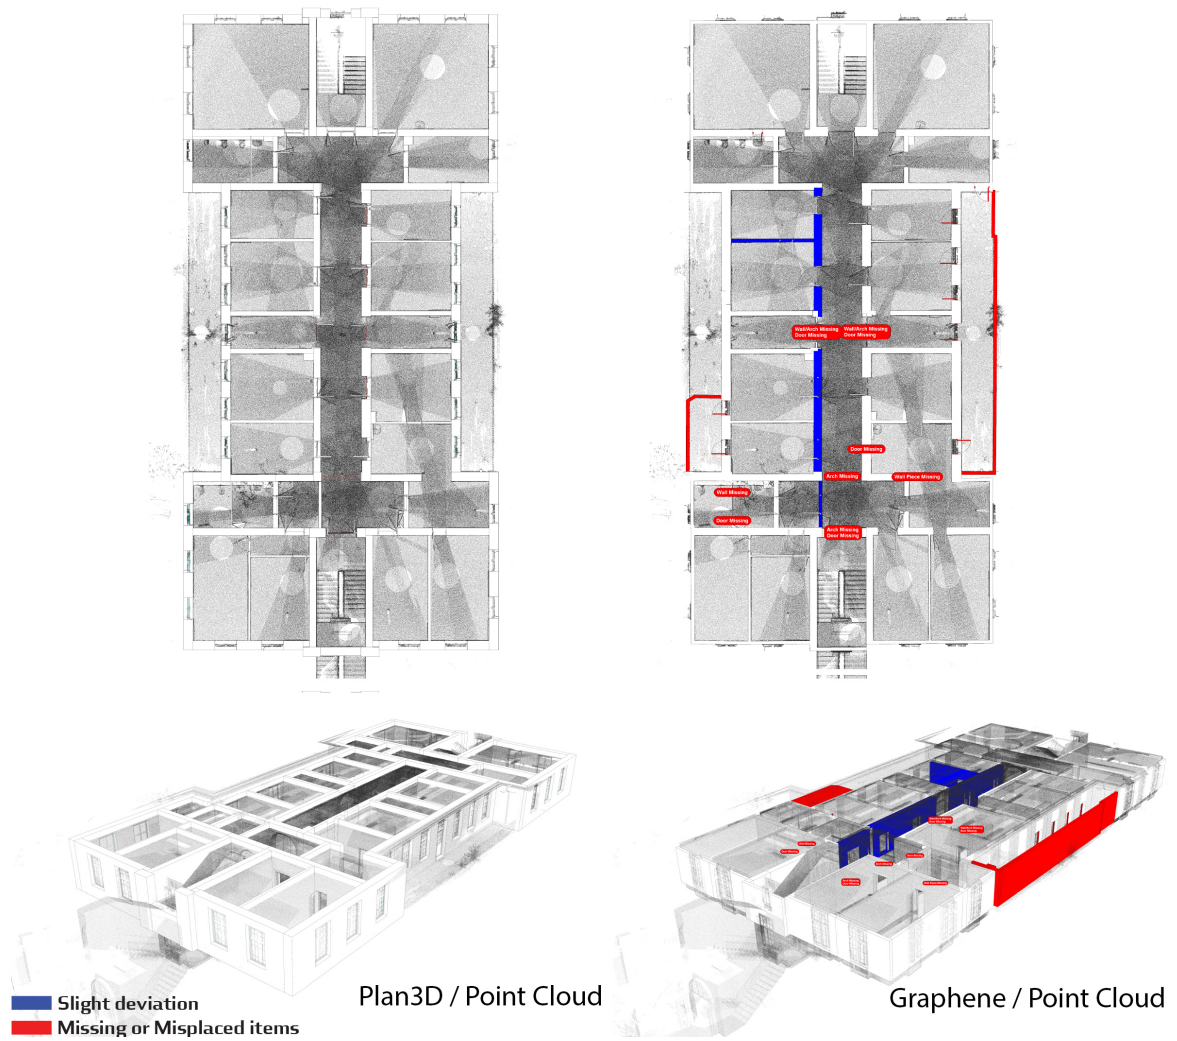 Wall/Arch Missing
Door Missing
Wall/Arch Missing
Door Missing
Door Missing
Arch Missing
Wall Piece Missing
Wall Missing
Door Missing
Arch Missing
Door Missing
Plan3D / Point Cloud
Graphene / Point Cloud
Slight deviation
Missing or Misplaced items